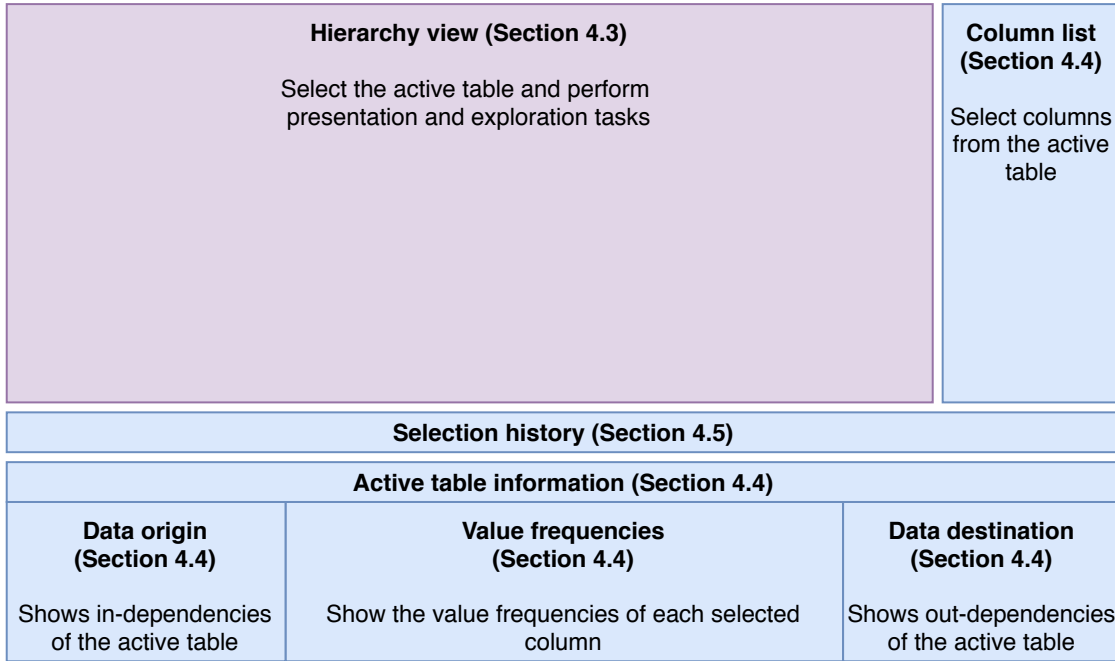 Hierarchy view (Section 4.3)
Select the active table and perform
presentation and exploration tasks
Column list
(Section 4.4)
Select columns
from the active
table
Selection history (Section 4.5)
Active table information (Section 4.4)
Data origin
(Section 4.4)
Shows in-dependencies
of the active table
Value frequencies
(Section 4.4)
Show the value frequencies of each selected
column
Data destination
(Section 4.4)
Shows out-dependencies
of the active table